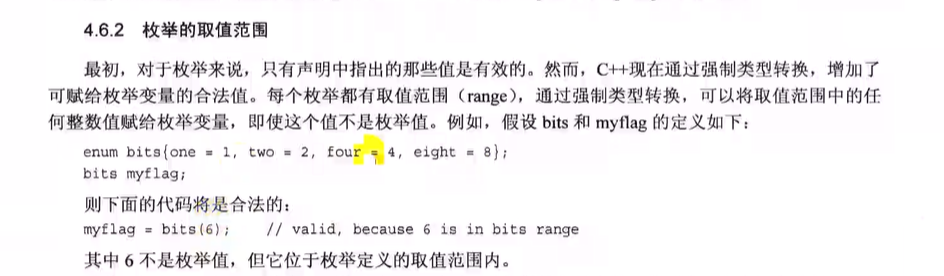 4.6.2 枚举的取值范围
最初，对于枚举来说，只有声明中指出的那些值是有效的。然而，C++现在通过强制类型转换，增加了
可赋给枚举变量的合法值。每个枚举都有取值范围（range），通过强制类型转换，可以将取值范围中的任
何整数值赋给枚举变量，即使这个值不是枚举值。例如，假设 bits 和 myflag 的定义如下：
enum bits{one = 1, two = 2, four = 4, eight = 8};
bits myflag;
则下面的代码将是合法的：
myflag = bits(6);    // valid, because 6 is in bits range
其中 6 不是枚举值，但它位于枚举定义的取值范围内。